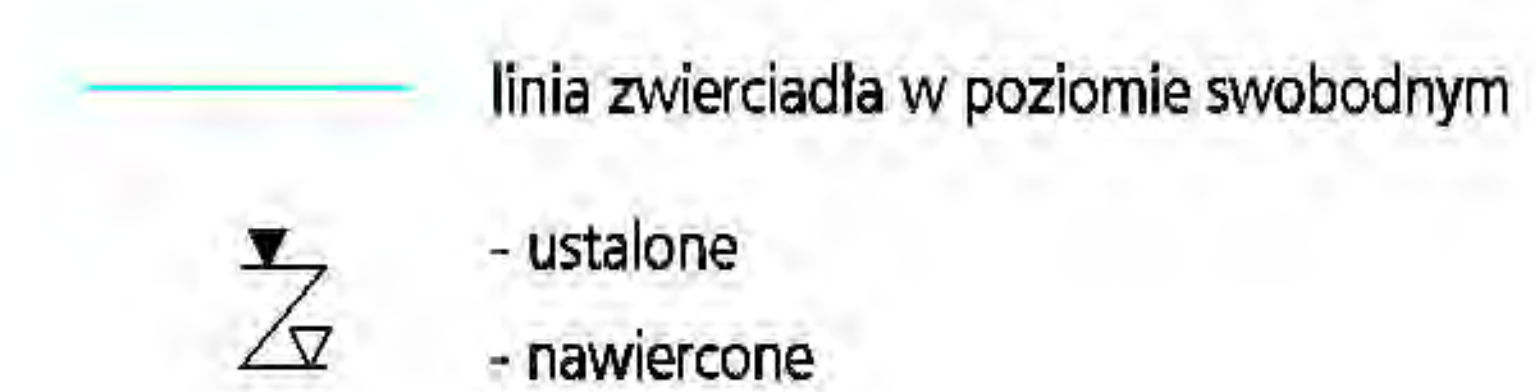 linia zwierciadła w poziomie swobodnym
- ustalone
- nawiercone